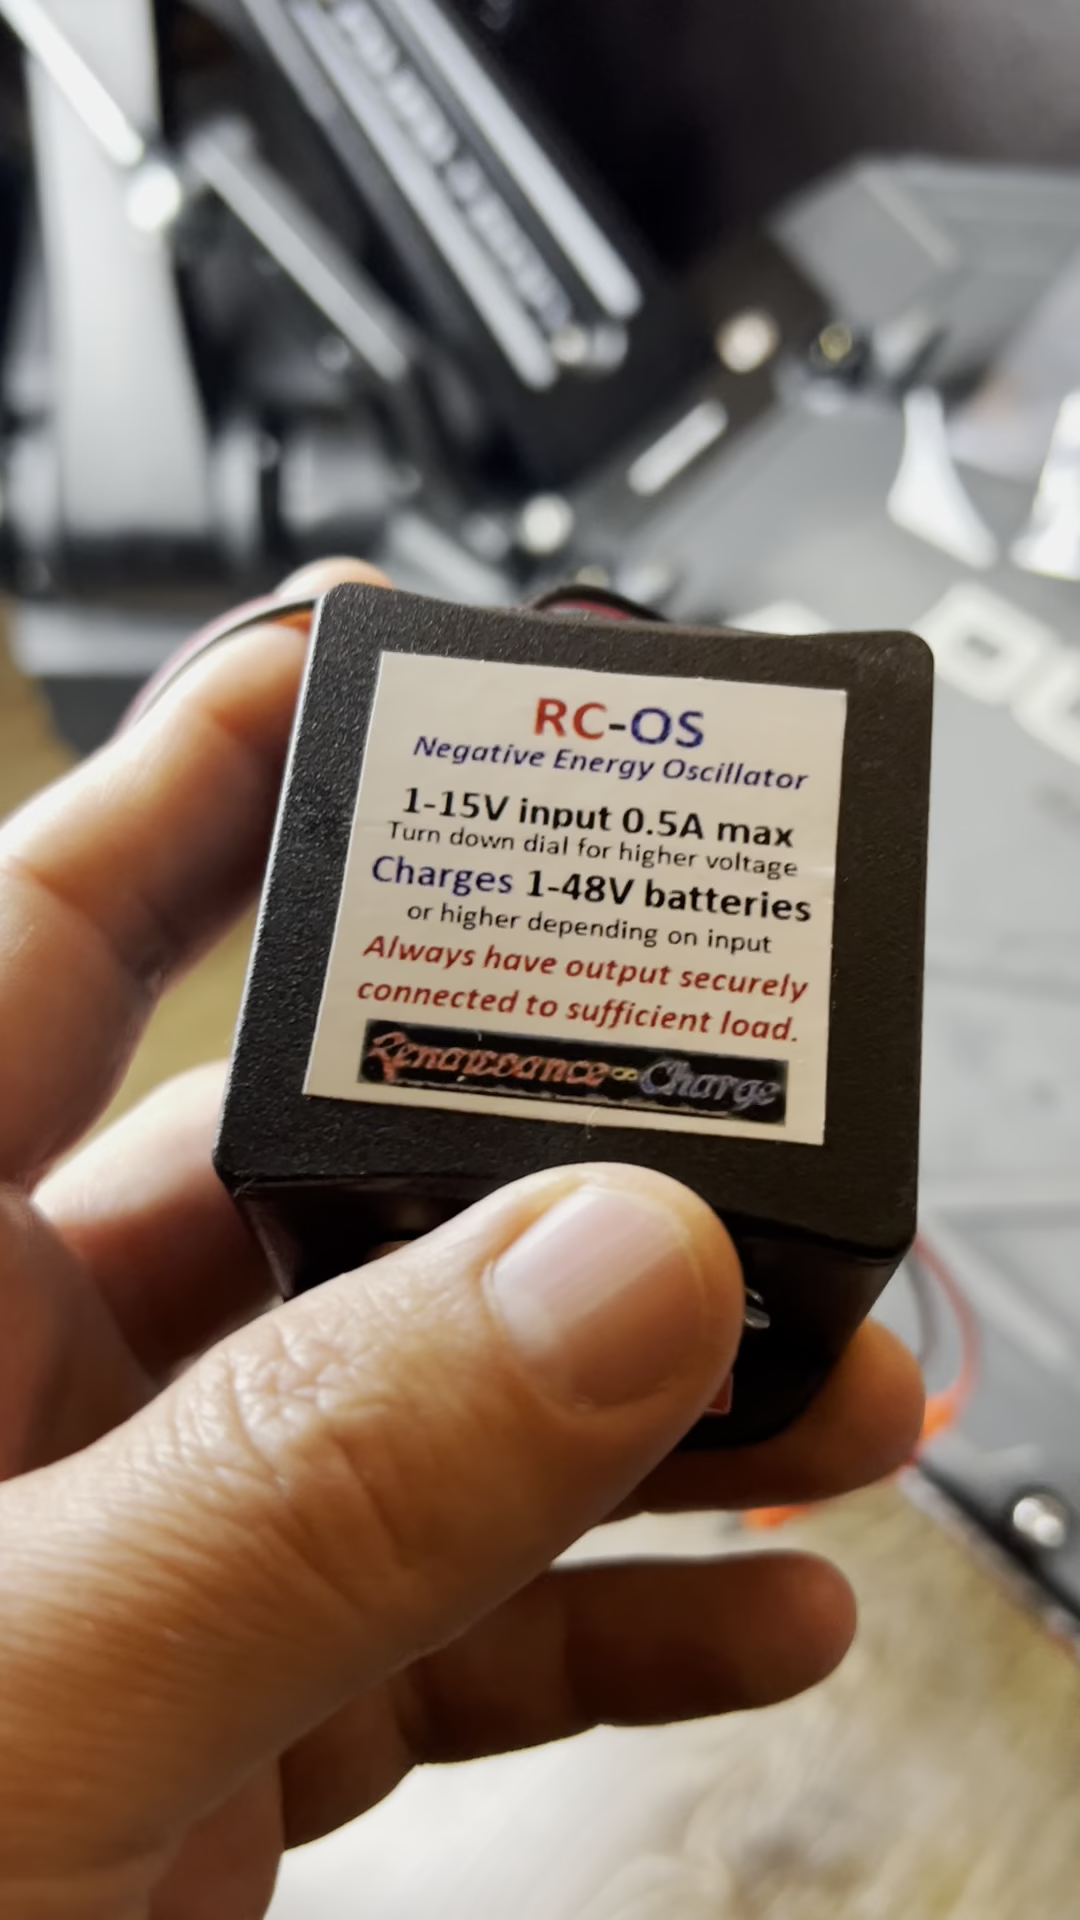 RC-OS
Negative Energy Oscillator
1-15V input 0.5A max
Turn down dial for higher voltage
Charges 1-48V batteries
or higher depending on input
Always have output securely
connected to sufficient load.
Renaissance∞Charge